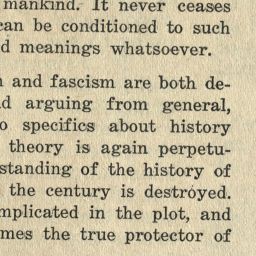 mankind. It never ceases
can be conditioned to such
d meanings whatsoever.
and fascism are both de-
d arguing from general,
o specifics about history
theory is again perpetu-
standing of the history of
the century is destroyed.
mplicated in the plot, and
mes the true protector of